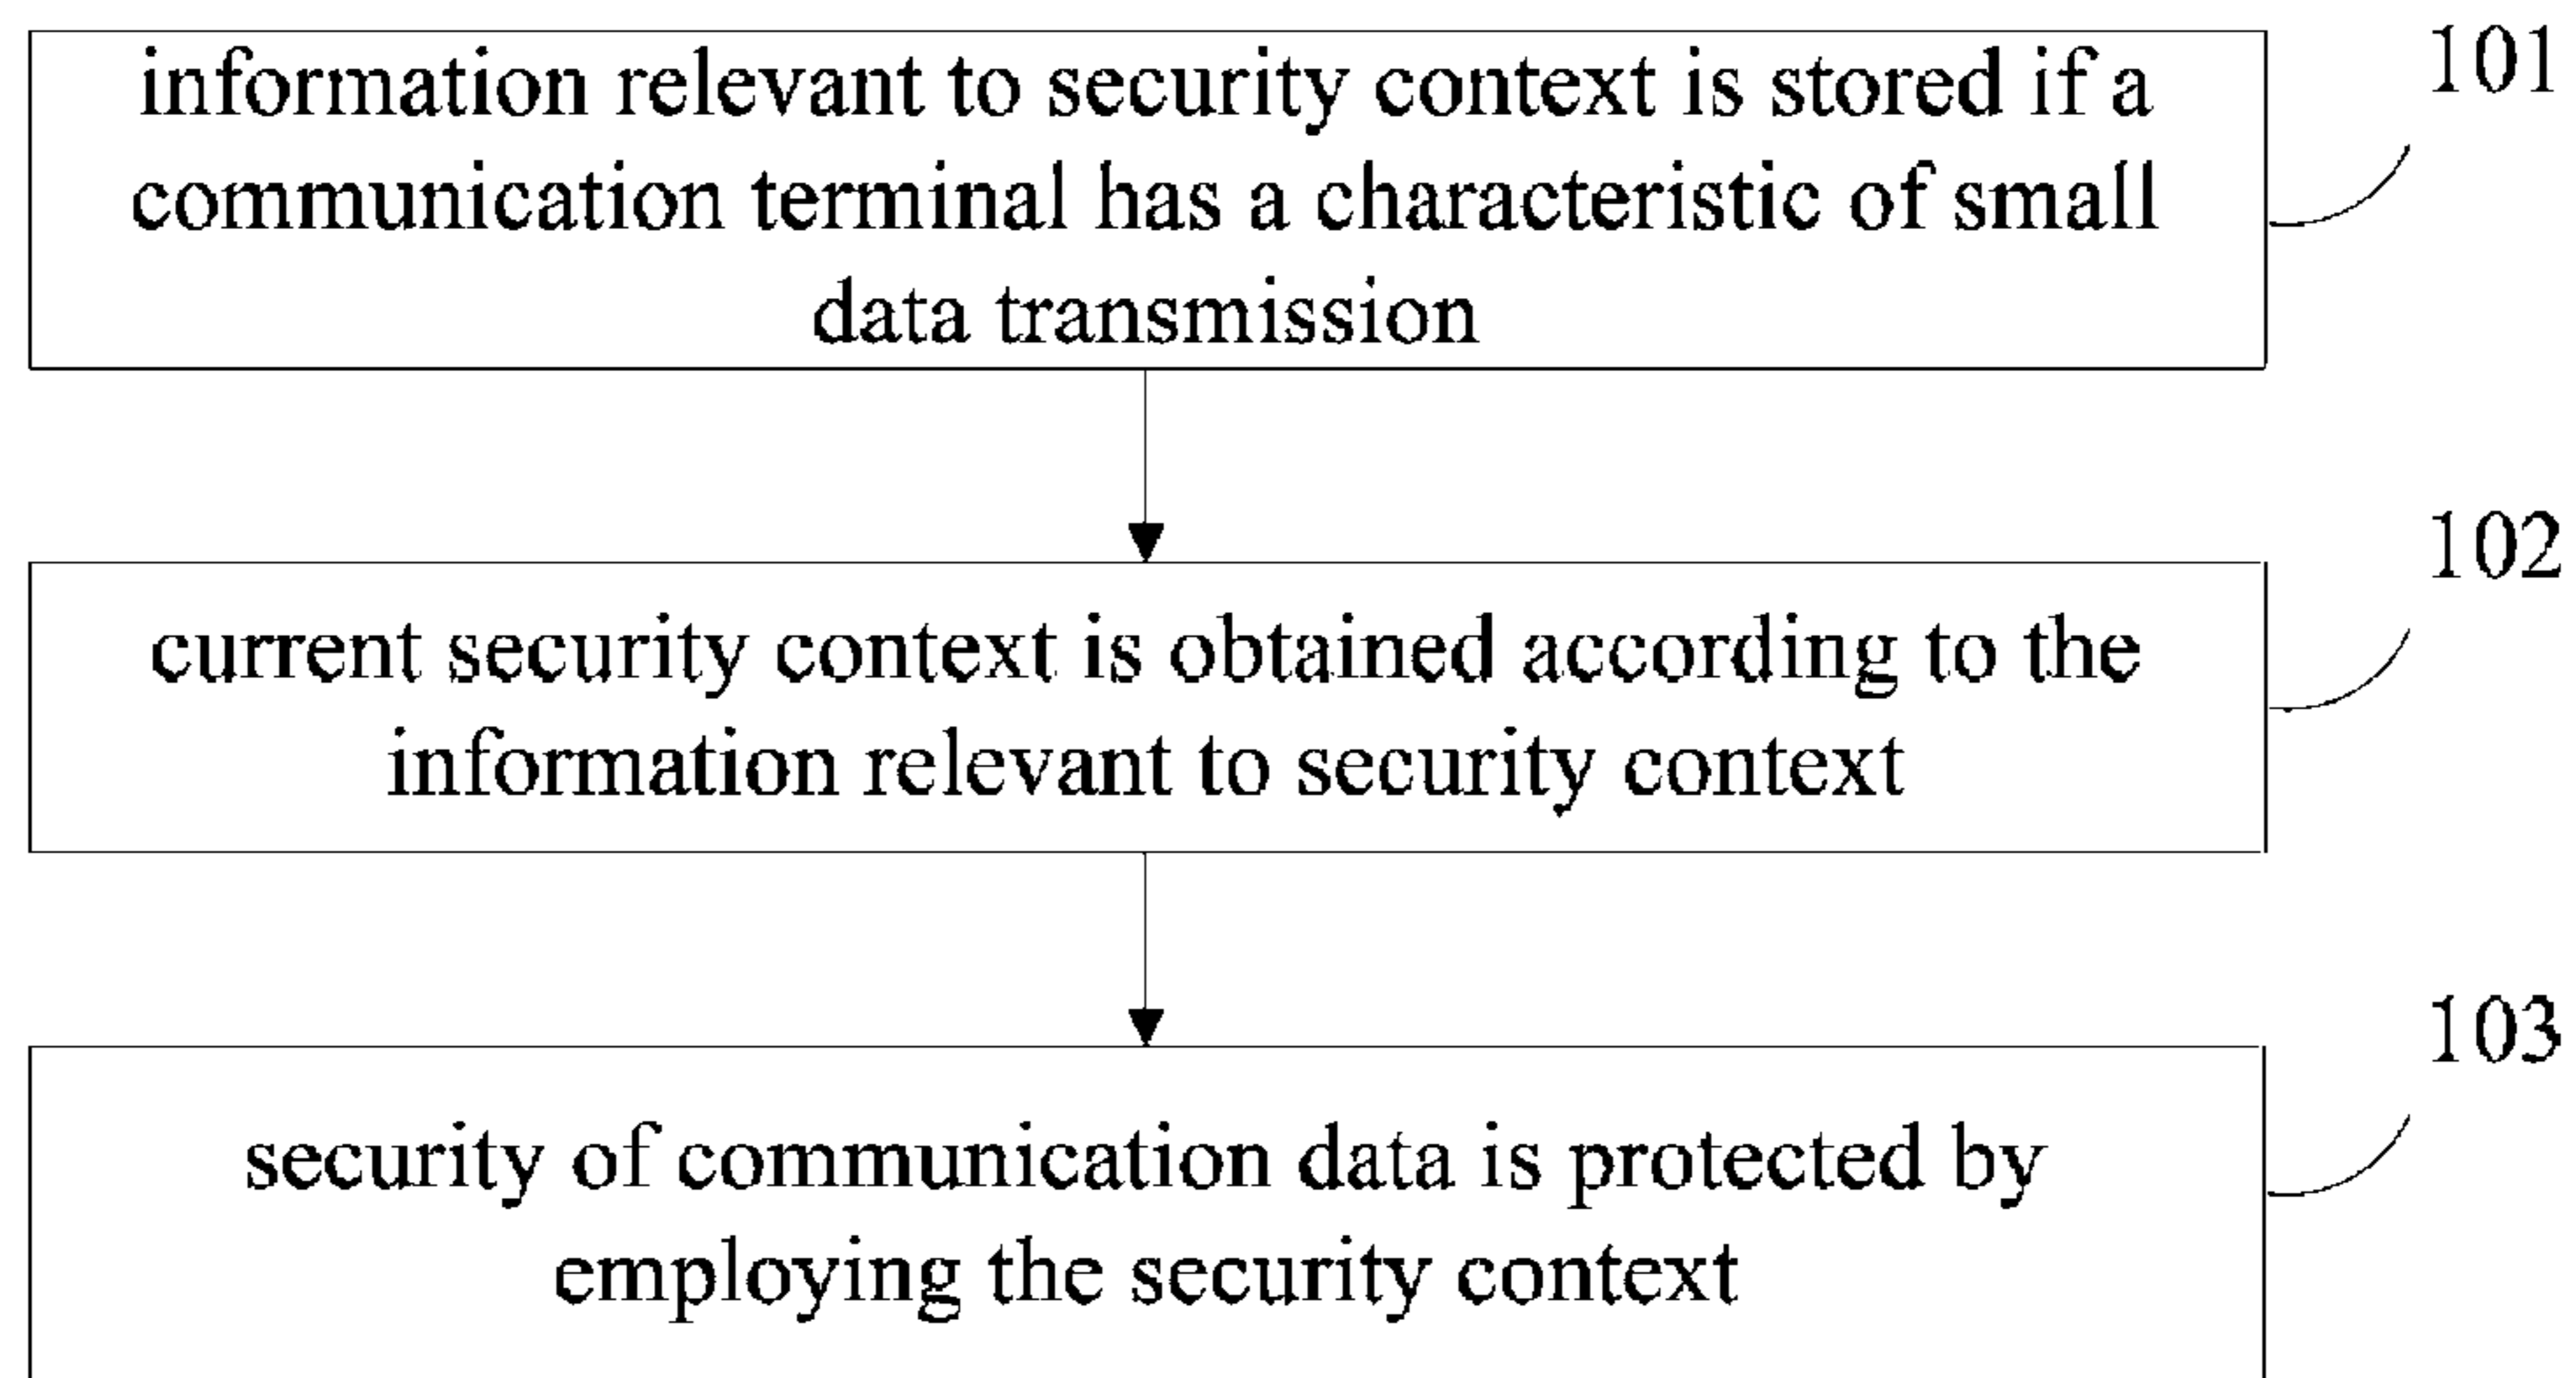 information relevant to security context is stored if a
communication terminal has a characteristic of small
data transmission
101
current security context is obtained according to the
information relevant to security context
102
security of communication data is protected by
employing the security context
103